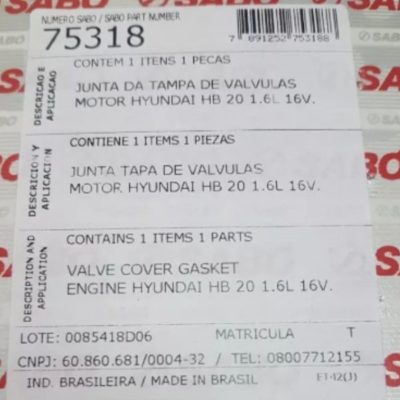 NUMERO SABO / SABO PART NUMBER
75318
7 891252 753188
DESCRICAO E APLICACAO
CONTEM 1 ITENS 1 PECAS
JUNTA DA TAMPA DE VALVULAS
MOTOR HYUNDAI HB 20 1.6L 16V.
DESCRICION Y APLICACION
CONTIENE 1 ITEMS 1 PIEZAS
JUNTA TAPA DE VALVULAS
MOTOR HYUNDAI HB 20 1.6L 16V.
DESCRIPTION AND APPLICATION
CONTAINS 1 ITEMS 1 PARTS
VALVE COVER GASKET
ENGINE HYUNDAI HB 20 1.6L 16V.
LOTE: 0085418D06 MATRICULA T
CNPJ: 60.860.681/0004-32 / TEL: 08007712155
IND. BRASILEIRA / MADE IN BRASIL ET-12(J)
SABO